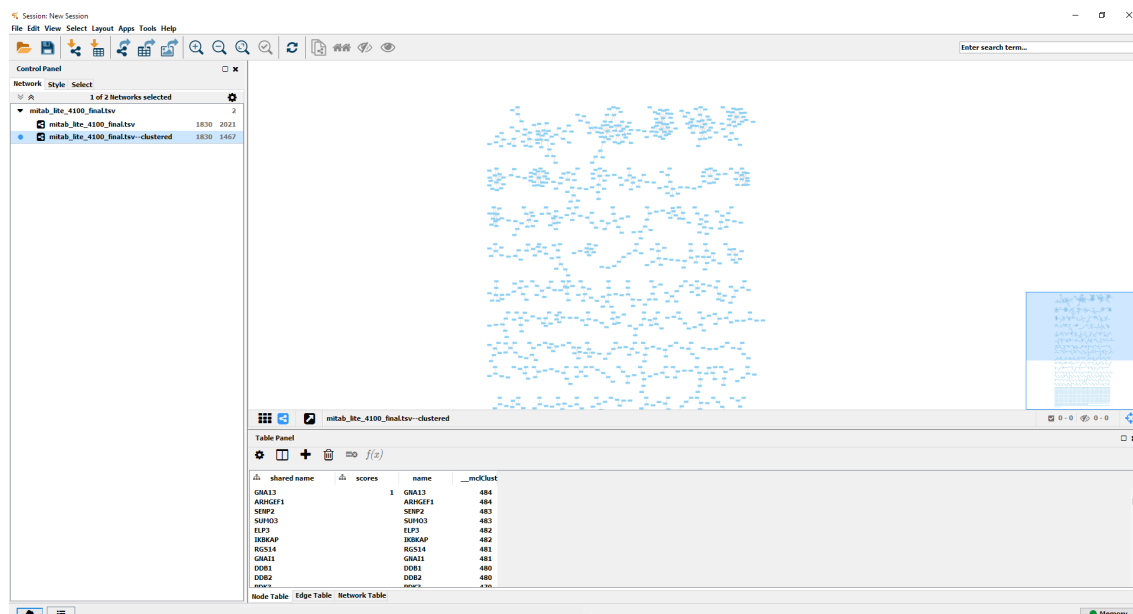 Session: New Session
File Edit View Select Layout Apps Tools Help
Enter search term...
Control Panel
Network Style Select
1 of 2 Networks selected
mitab_lite_4100_final.tsv 2
mitab_lite_4100_final.tsv 1830 2021
mitab_lite_4100_final.tsv--clustered 1830 1467
mitab_lite_4100_final.tsv--clustered 0 - 0 0 - 0
Table Panel
f(x)
shared name scores name __mclClust
GNA13 1 GNA13 484
ARHGEF1 ARHGEF1 484
SENP2 SENP2 483
SUMO3 SUMO3 483
ELP3 ELP3 482
IKBKAP IKBKAP 482
RGS14 RGS14 481
GNAI1 GNAI1 481
DDB1 DDB1 480
DDB2 DDB2 480
Node Table Edge Table Network Table
Memory